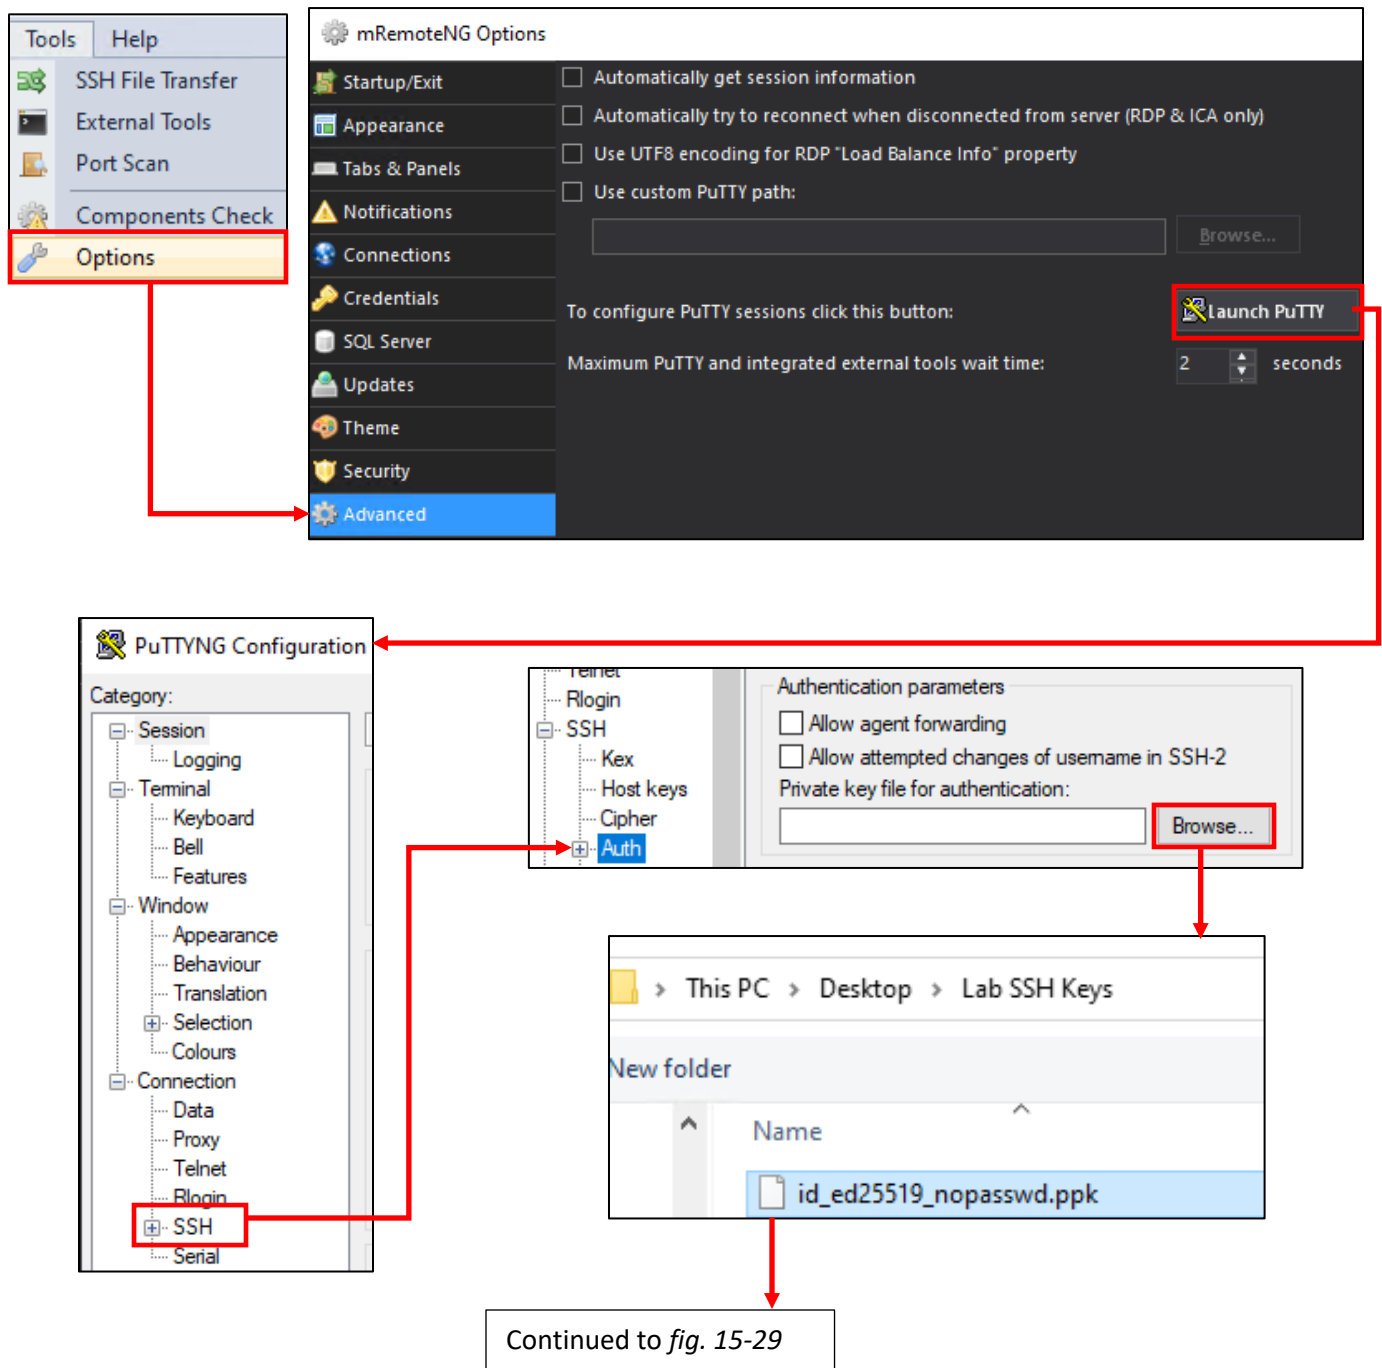 Tools Help
SSH File Transfer
External Tools
Port Scan
Components Check
Options
mRemoteNG Options
Startup/Exit
Appearance
Tabs & Panels
Notifications
Connections
Credentials
SQL Server
Updates
Theme
Security
Advanced
Automatically get session information
Automatically try to reconnect when disconnected from server (RDP & ICA only)
Use UTF8 encoding for RDP "Load Balance Info" property
Use custom PuTTY path:
Browse...
To configure PuTTY sessions click this button:
Launch PuTTY
Maximum PuTTY and integrated external tools wait time:
2 seconds
PuTTYNG Configuration
Category:
Session
Logging
Terminal
Keyboard
Bell
Features
Window
Appearance
Behaviour
Translation
Selection
Colours
Connection
Data
Proxy
Telnet
Rlogin
SSH
Serial
Telnet
Rlogin
SSH
Kex
Host keys
Cipher
Auth
Authentication parameters
Allow agent forwarding
Allow attempted changes of username in SSH-2
Private key file for authentication:
Browse...
This PC > Desktop > Lab SSH Keys
New folder
Name
id_ed25519_nopasswd.ppk
Continued to fig. 15-29